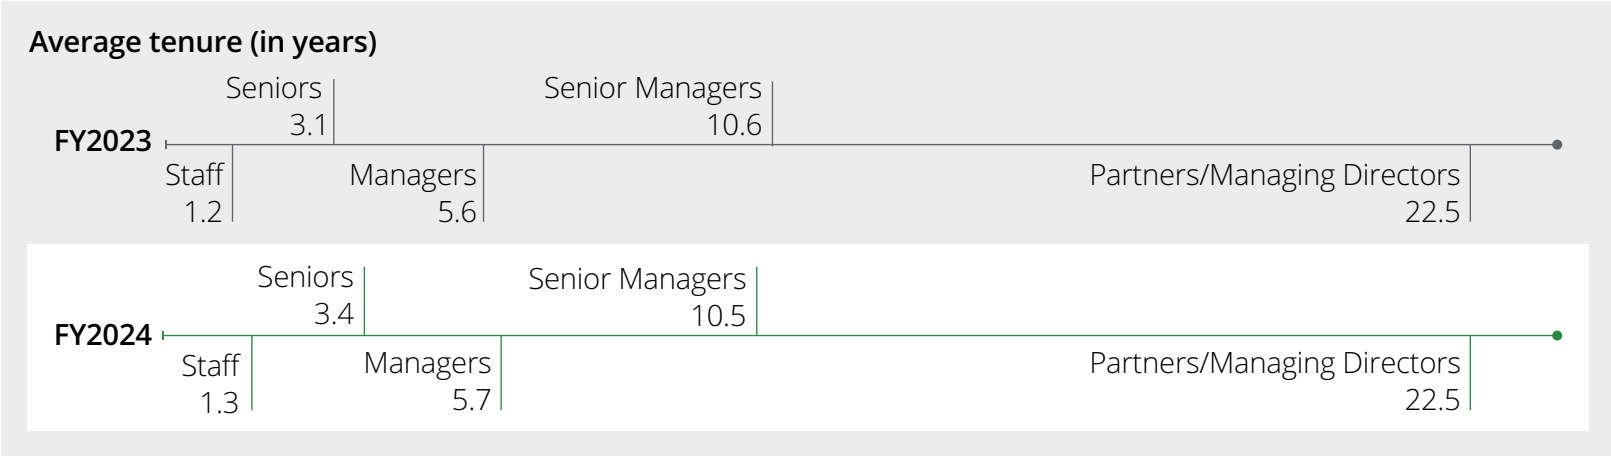 Average tenure (in years)
Seniors
3.1
Senior Managers
10.6
FY2023
Staff
1.2
Managers
5.6
Partners/Managing Directors
22.5
Seniors
3.4
Senior Managers
10.5
FY2024
Staff
1.3
Managers
5.7
Partners/Managing Directors
22.5